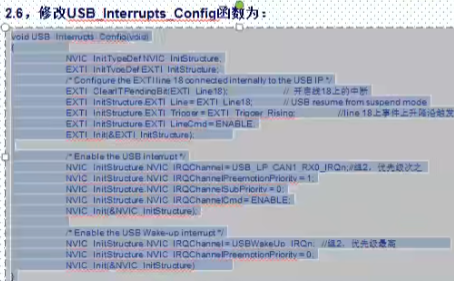 2.6，修改USB_Interrupts_Config函数为：
void USB_Interrupts_Config(void)
{
NVIC_InitTypeDef NVIC_InitStructure;
EXTI_InitTypeDef EXTI_InitStructure;
/* Configure the EXTI line 18 connected internally to the USB IP */
EXTI_ClearITPendingBit(EXTI_Line18); // 开启线18上的中断
EXTI_InitStructure.EXTI_Line = EXTI_Line18; // USB resume from suspend mode
EXTI_InitStructure.EXTI_Trigger = EXTI_Trigger_Rising; //line 18上事件上升沿触发
EXTI_InitStructure.EXTI_LineCmd = ENABLE;
EXTI_Init(&EXTI_InitStructure);
/* Enable the USB interrupt */
NVIC_InitStructure.NVIC_IRQChannel = USB_LP_CAN1_RX0_IRQn;//组2，优先级次之
NVIC_InitStructure.NVIC_IRQChannelPreemptionPriority = 1;
NVIC_InitStructure.NVIC_IRQChannelSubPriority = 0;
NVIC_InitStructure.NVIC_IRQChannelCmd = ENABLE;
NVIC_Init(&NVIC_InitStructure);
/* Enable the USB Wake-up interrupt */
NVIC_InitStructure.NVIC_IRQChannel = USBWakeUp_IRQn; //组2，优先级最高
NVIC_InitStructure.NVIC_IRQChannelPreemptionPriority = 0;
NVIC_Init(&NVIC_InitStructure)
}